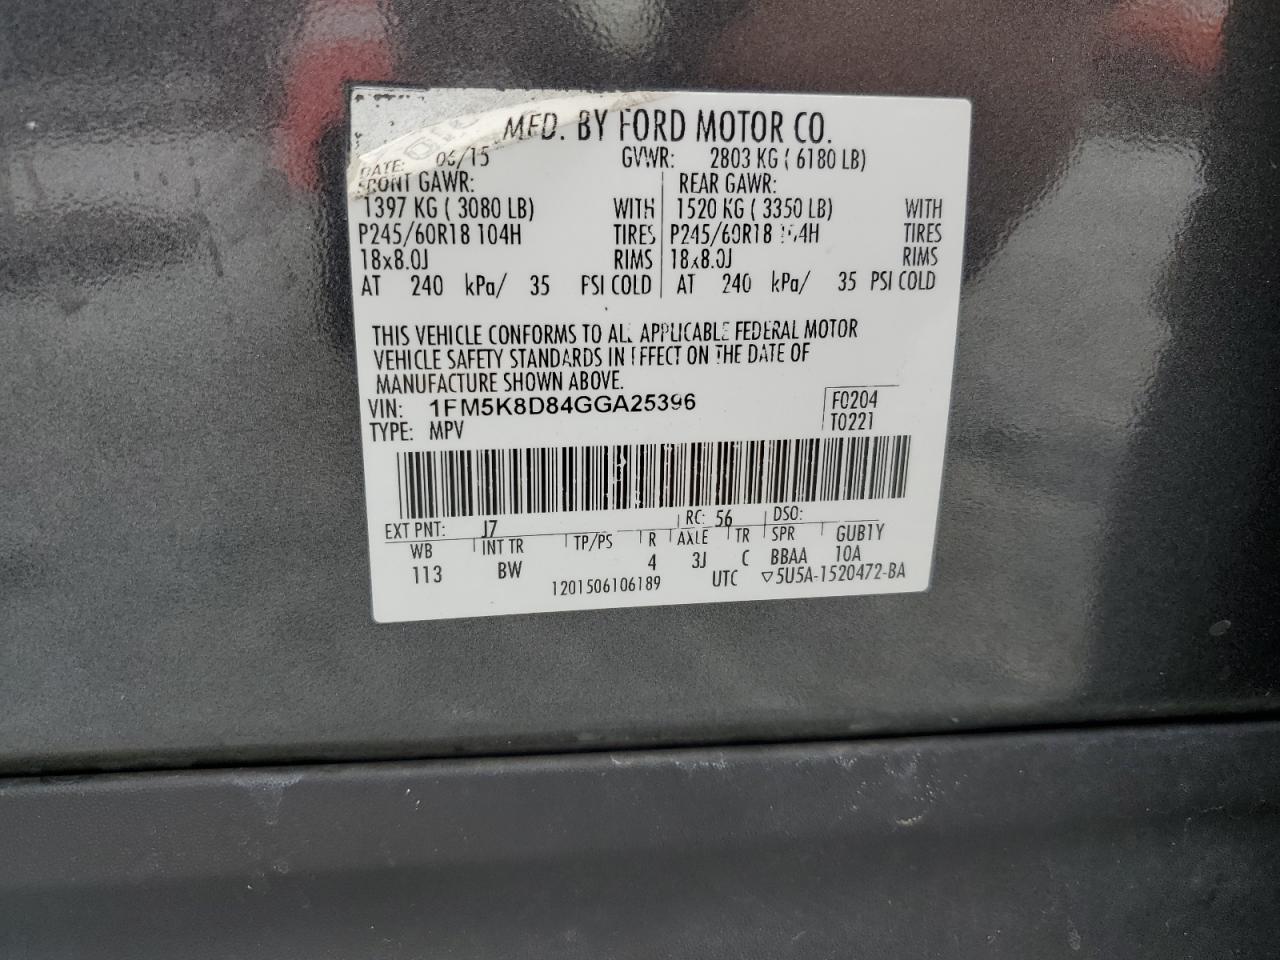 MFD. BY FORD MOTOR CO.
DATE: 06/15 GVWR: 2803 KG ( 6180 LB)
FRONT GAWR: REAR GAWR:
1397 KG ( 3080 LB) WITH 1520 KG ( 3350 LB) WITH
P245/60R18 104H TIRES P245/60R18 104H TIRES
18x8.0J RIMS 18x8.0J RIMS
AT 240 kPa/ 35 PSI COLD AT 240 kPa/ 35 PSI COLD
THIS VEHICLE CONFORMS TO ALL APPLICABLE FEDERAL MOTOR
VEHICLE SAFETY STANDARDS IN EFFECT ON THE DATE OF
MANUFACTURE SHOWN ABOVE.
VIN: 1FM5K8D84GGA25396 F0204
TYPE: MPV T0221
EXT PNT: J7 RC: 56 DSO:
WB INT TR TP/PS R AXLE TR SPR GUB1Y
113 BW 4 3J C BBAA 10A
1201506106189 UTC ▽5U5A-1520472-BA